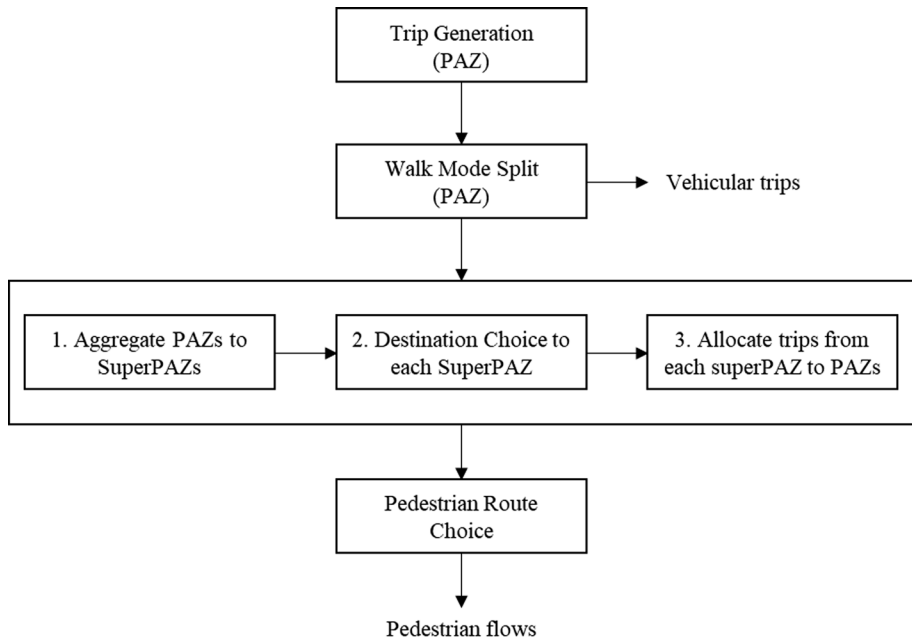 Trip Generation
(PAZ)
Walk Mode Split
(PAZ)
Vehicular trips
1. Aggregate PAZs to
SuperPAZs
2. Destination Choice to
each SuperPAZ
3. Allocate trips from
each superPAZ to PAZs
Pedestrian Route
Choice
Pedestrian flows